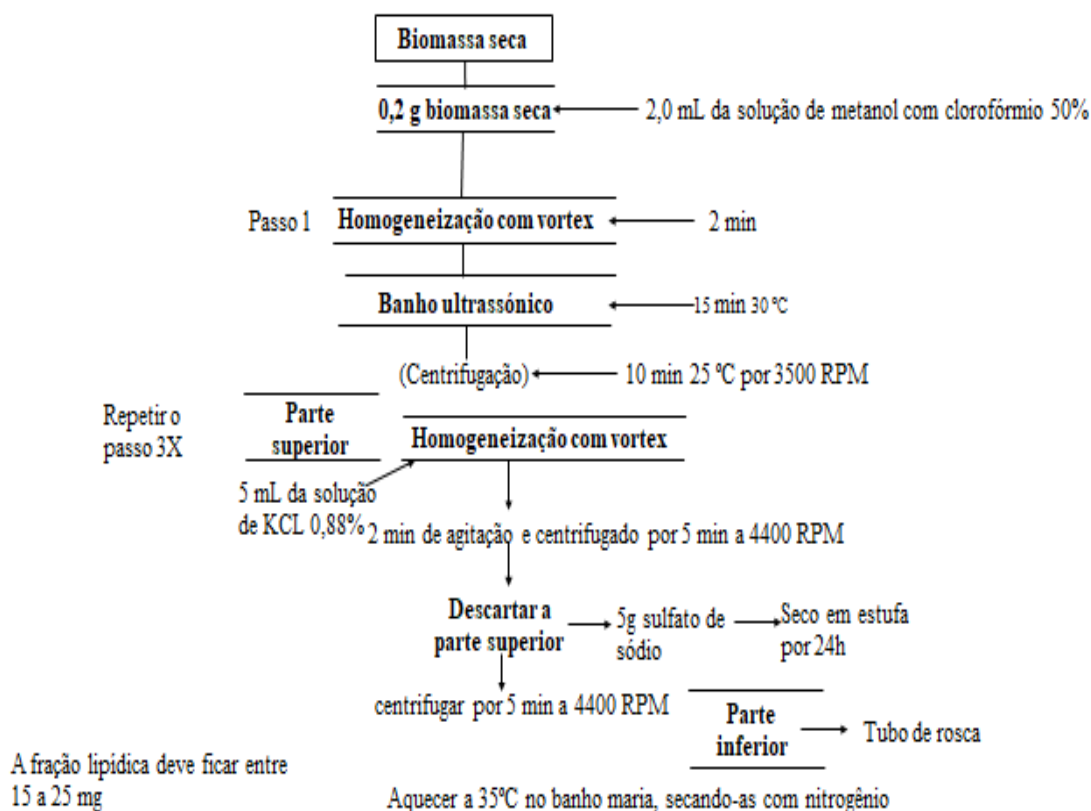 Biomassa seca
0,2 g biomassa seca
2,0 mL da solução de metanol com clorofórmio 50%
Passo 1
Homogeneização com vortex
2 min
Banho ultrassónico
15 min 30 ºC
(Centrifugação)
10 min 25 ºC por 3500 RPM
Repetir o
passo 3X
Parte
superior
Homogeneização com vortex
5 mL da solução
de KCL 0,88%
2 min de agitação e centrifugado por 5 min a 4400 RPM
Descartar a
parte superior
5g sulfato de
sódio
Seco em estufa
por 24h
centrifugar por 5 min a 4400 RPM
Parte
inferior
Tubo de rosca
A fração lipídica deve ficar entre
15 a 25 mg
Aquecer a 35ºC no banho maria, secando-as com nitrogênio